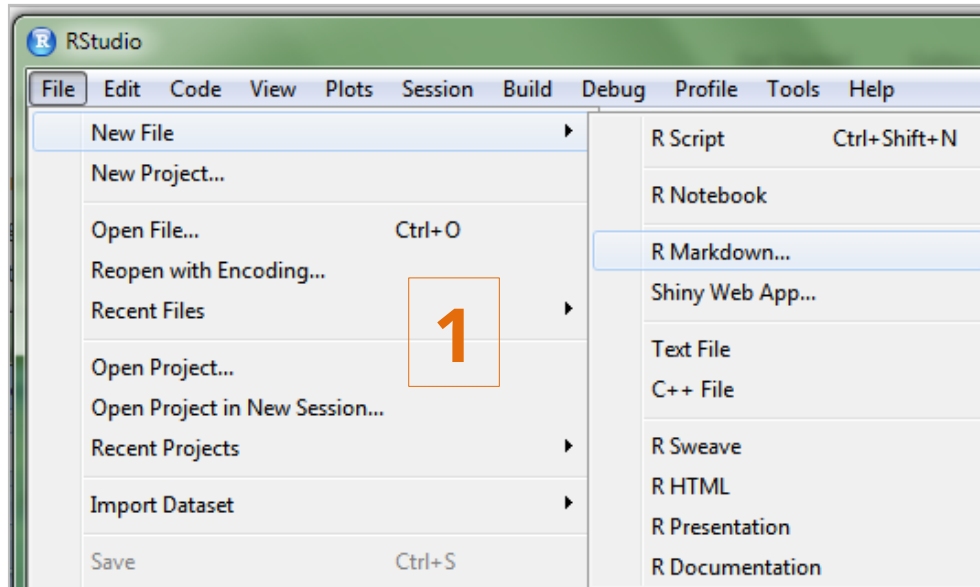 RStudio
File Edit Code View Plots Session Build Debug Profile Tools Help
New File
New Project...
Open File... Ctrl+O
Reopen with Encoding...
Recent Files
Open Project...
Open Project in New Session...
Recent Projects
Import Dataset
Save Ctrl+S
1
R Script Ctrl+Shift+N
R Notebook
R Markdown...
Shiny Web App...
Text File
C++ File
R Sweave
R HTML
R Presentation
R Documentation